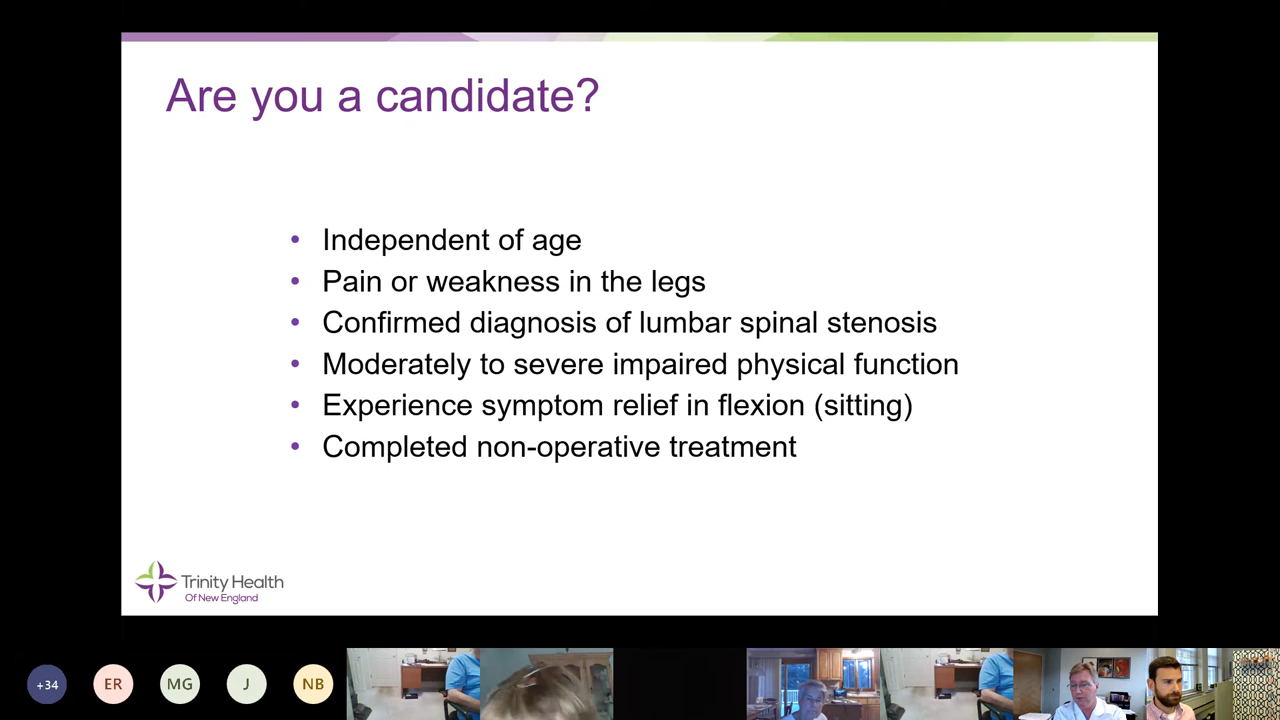 Are you a candidate?
• Independent of age
• Pain or weakness in the legs
• Confirmed diagnosis of lumbar spinal stenosis
• Moderately to severe impaired physical function
• Experience symptom relief in flexion (sitting)
• Completed non-operative treatment
Trinity Health
Of New England
+34 ER MG J NB